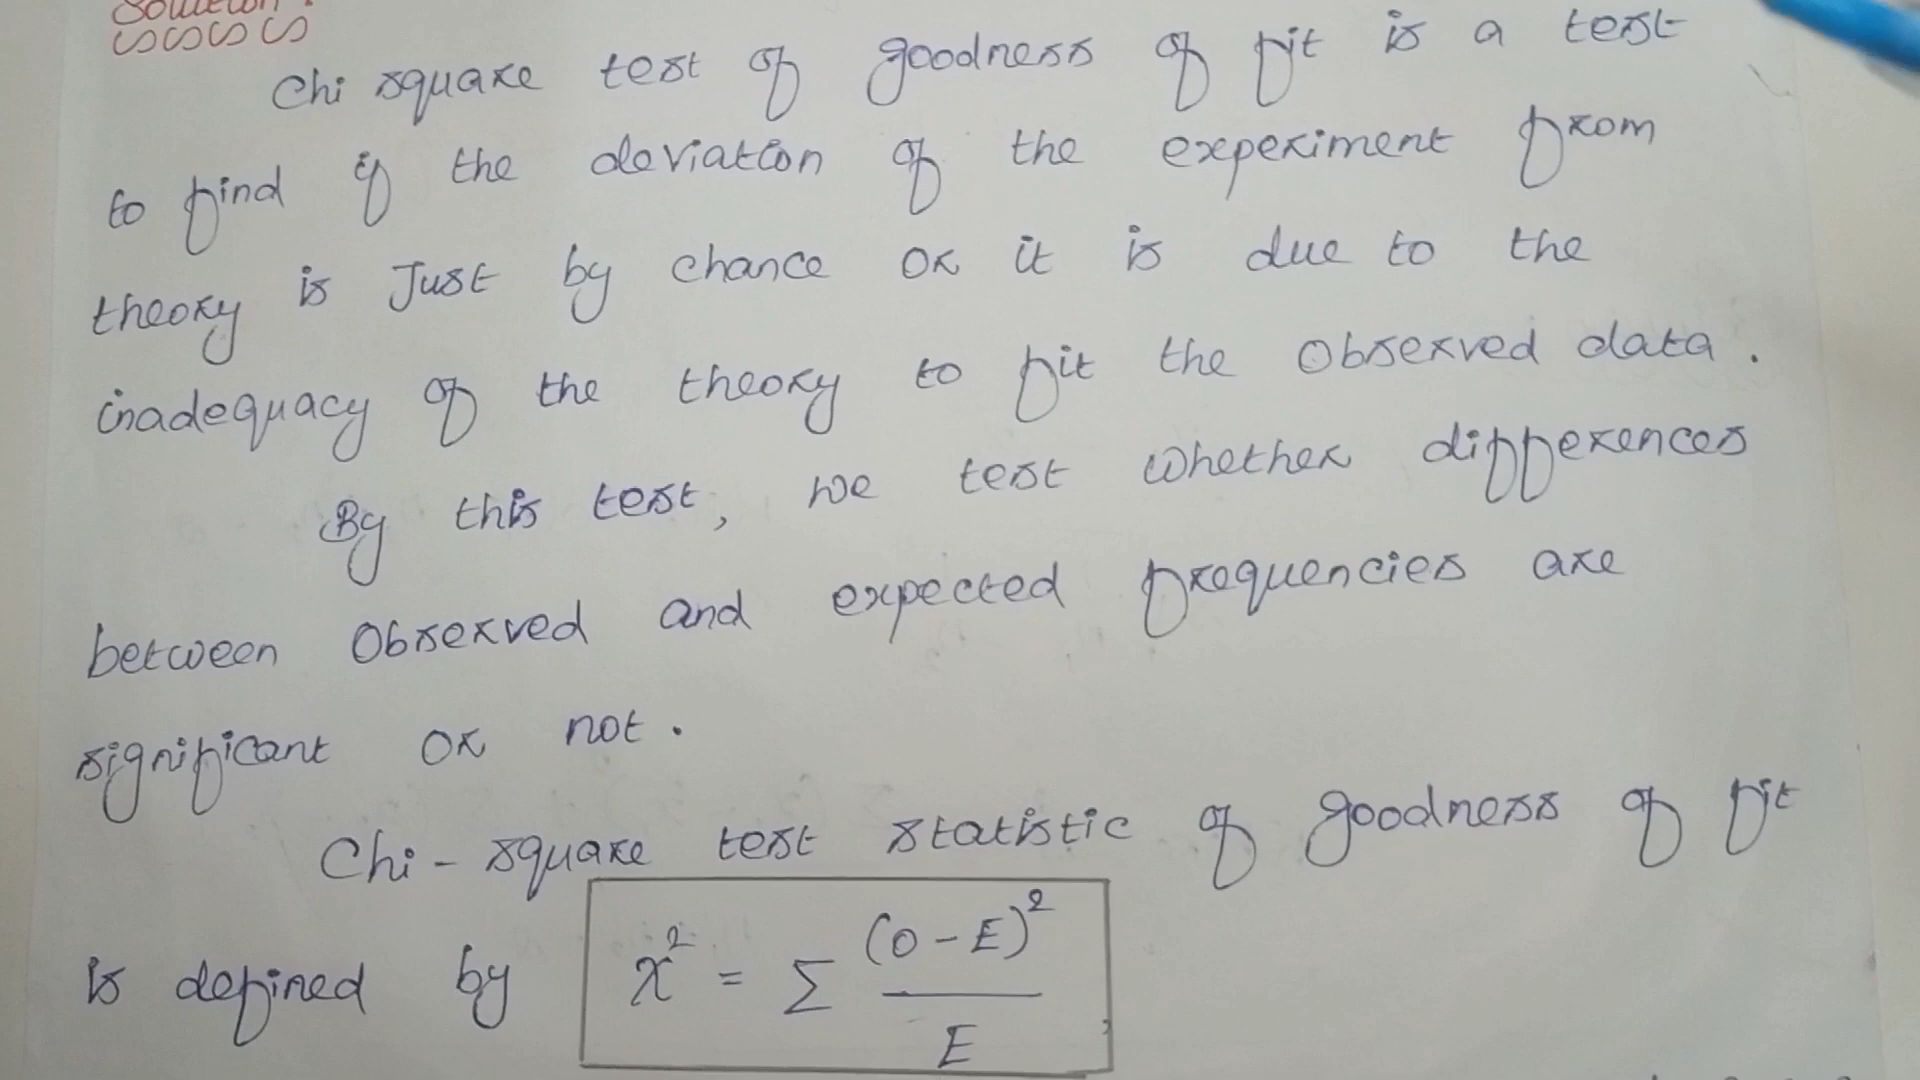 Solution :
Chi square test of goodness of fit is a test
to find if the deviation of the experiment from
theory is Just by chance or it is due to the
inadequacy of the theory to fit the observed data.
By this test, we test whether differences
between observed and expected frequencies are
significant or not.
Chi-square test statistic of goodness of fit
is defined by χ² = Σ (O-E)² / E ,